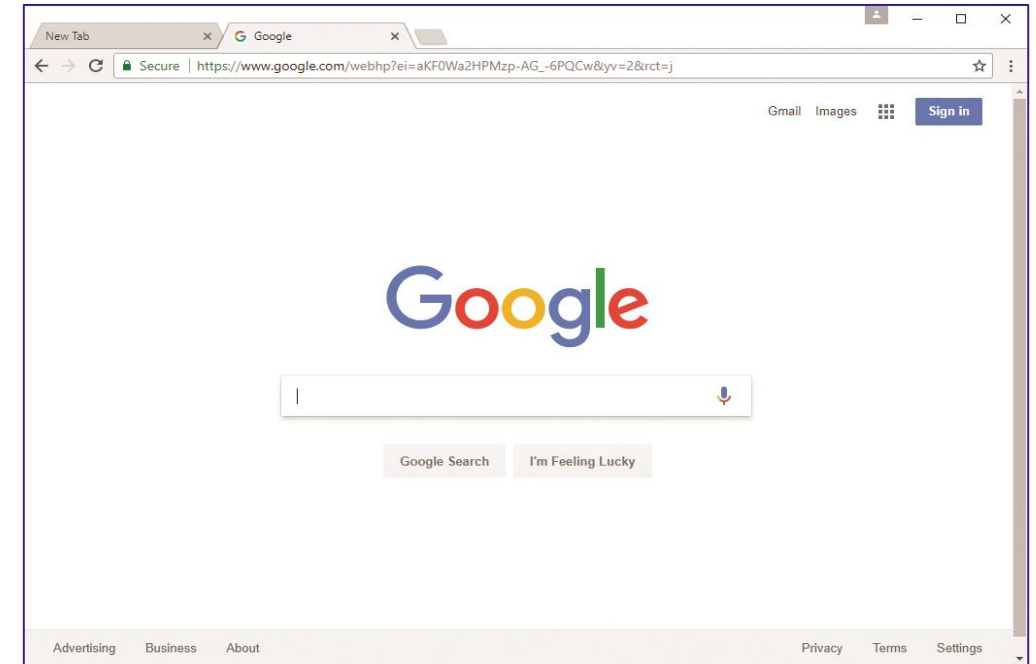 New Tab
Google
Secure https://www.google.com/webhp?ei=aKF0Wa2HPMzp-AG_-6PQCw&yv=2&rct=j
Gmail Images Sign in
Google
Google Search I'm Feeling Lucky
Advertising Business About Privacy Terms Settings